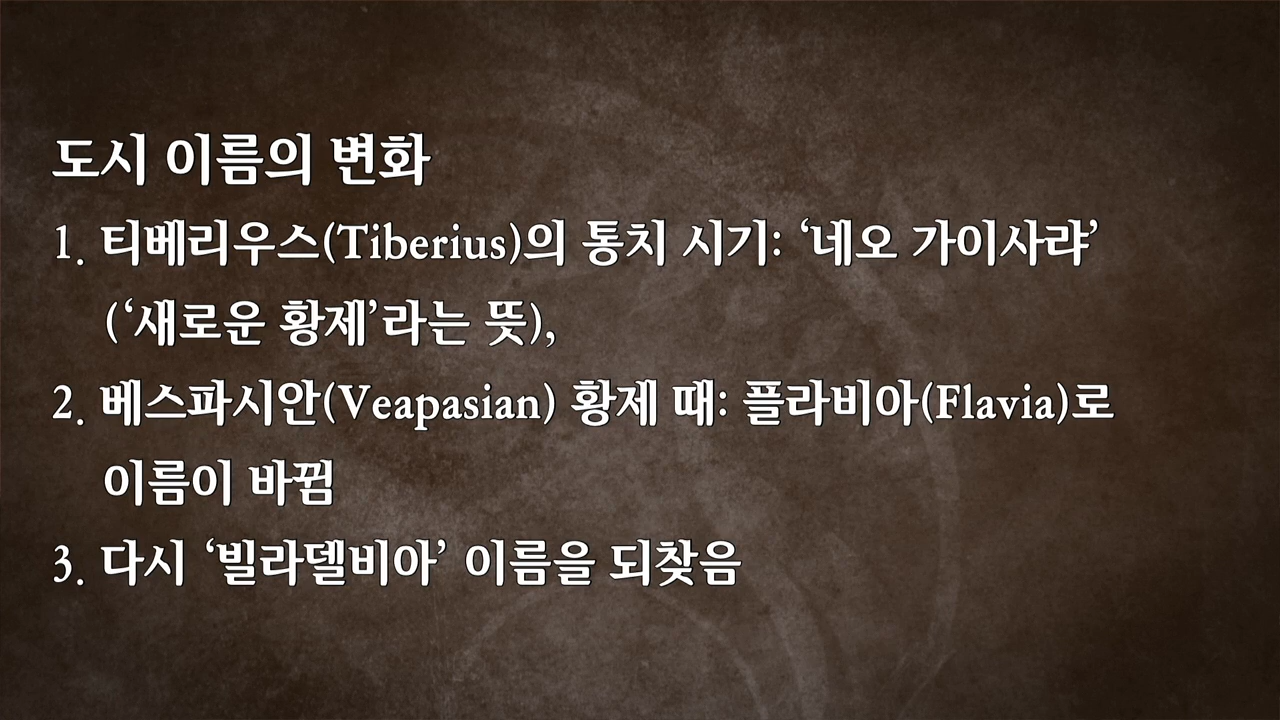 도시 이름의 변화
1. 티베리우스(Tiberius)의 통치 시기: ‘네오 가이사랴’
(‘새로운 황제’라는 뜻),
2. 베스파시안(Veapasian) 황제 때: 플라비아(Flavia)로
이름이 바뀜
3. 다시 ‘빌라델비아’ 이름을 되찾음